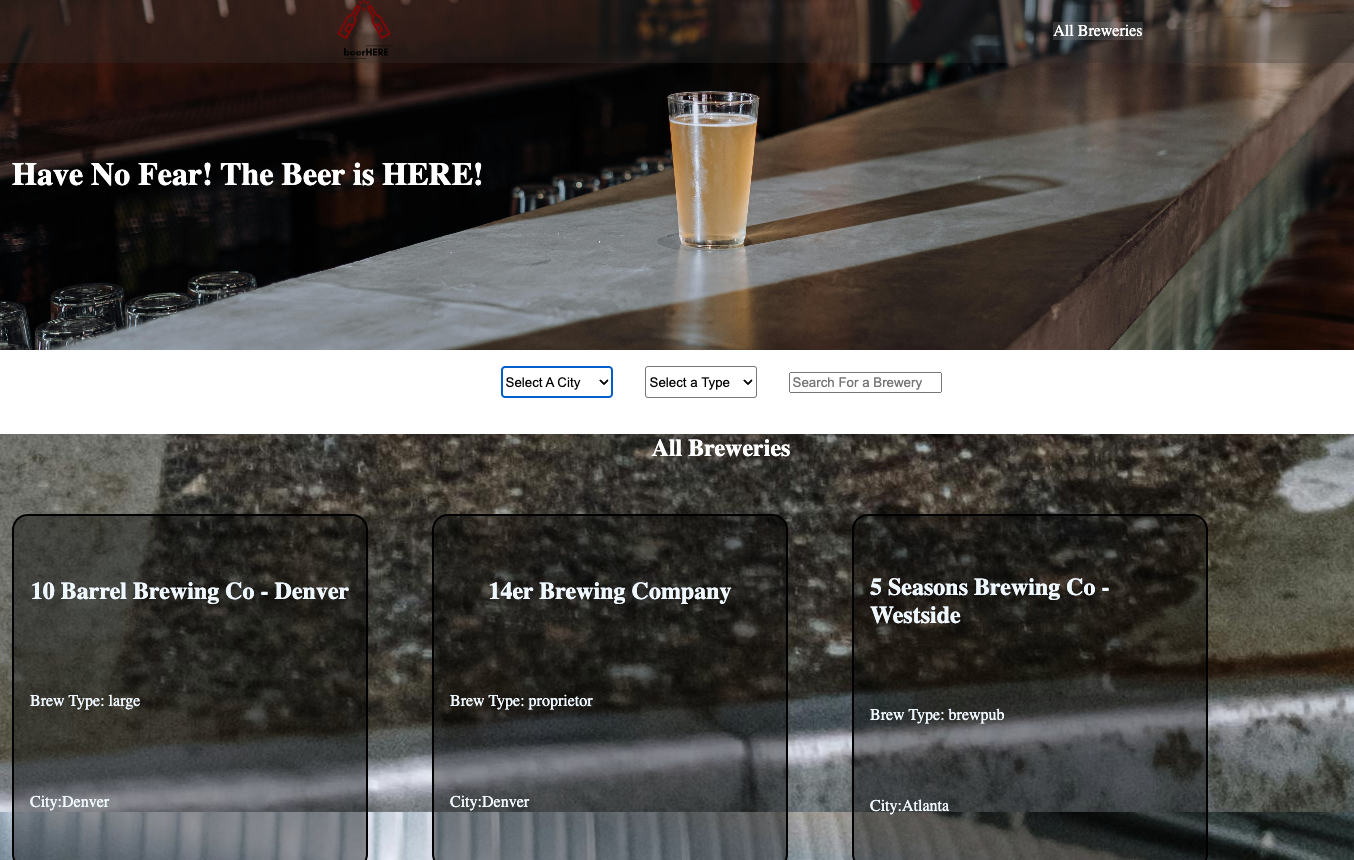 beerHERE
All Breweries
Have No Fear! The Beer is HERE!
Select A City
Select a Type
Search For a Brewery
All Breweries
10 Barrel Brewing Co - Denver
Brew Type: large
City:Denver
14er Brewing Company
Brew Type: proprietor
City:Denver
5 Seasons Brewing Co -
Westside
Brew Type: brewpub
City:Atlanta